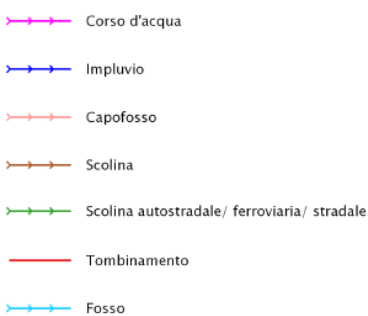 Corso d'acqua
Impluvio
Capofosso
Scolina
Scolina autostradale/ ferroviaria/ stradale
Tombinamento
Fosso